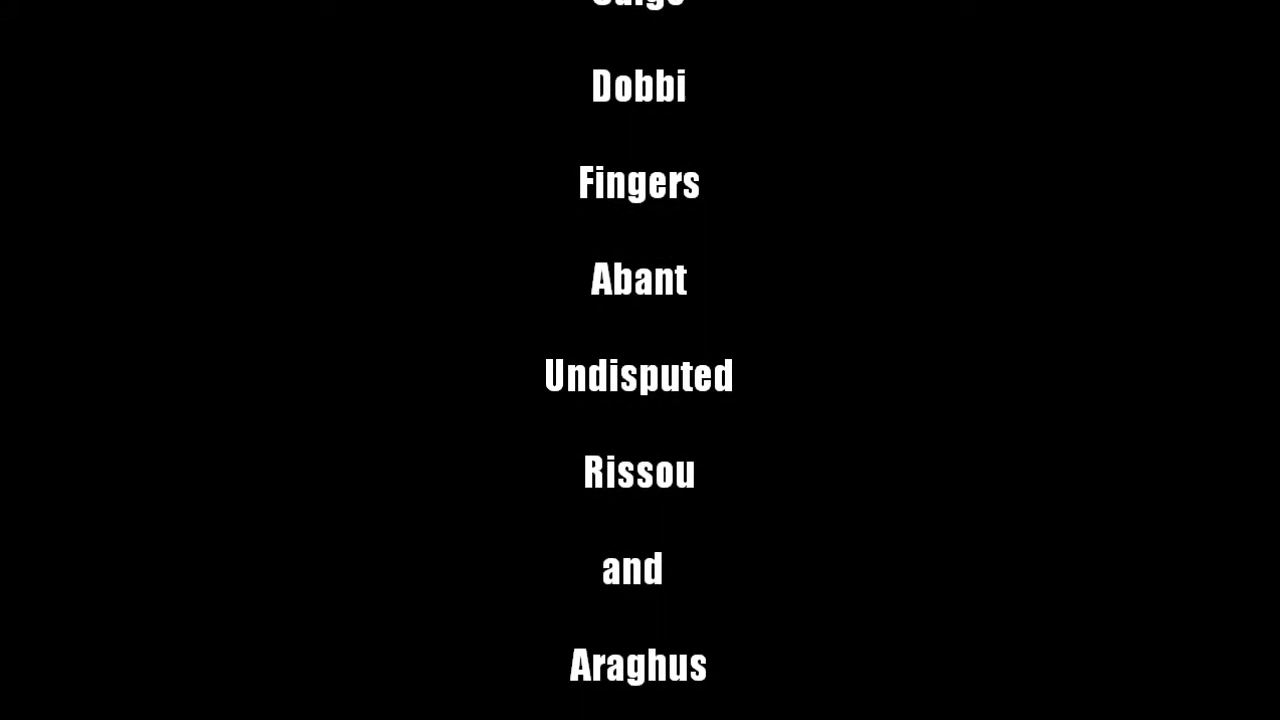 Dobbi
Fingers
Abant
Undisputed
Rissou
and
Araghus